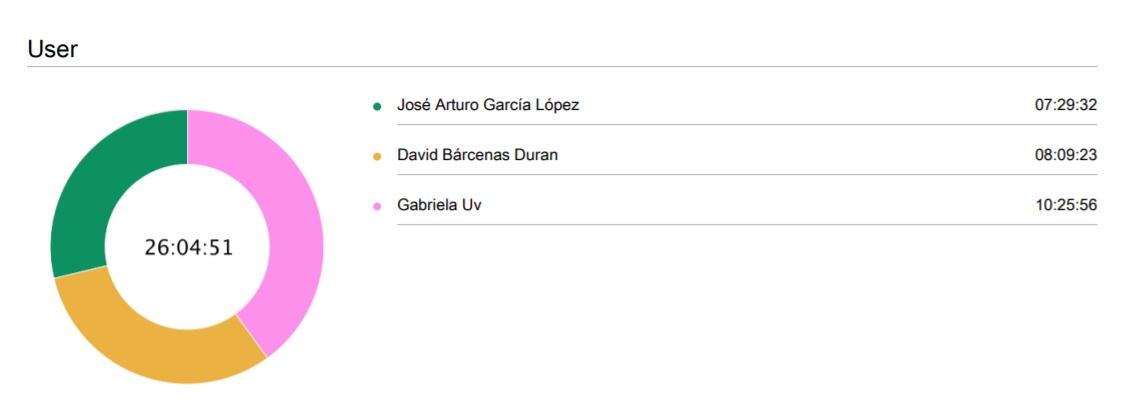 User
José Arturo García López 07:29:32
David Bárcenas Duran 08:09:23
Gabriela Uv 10:25:56
26:04:51